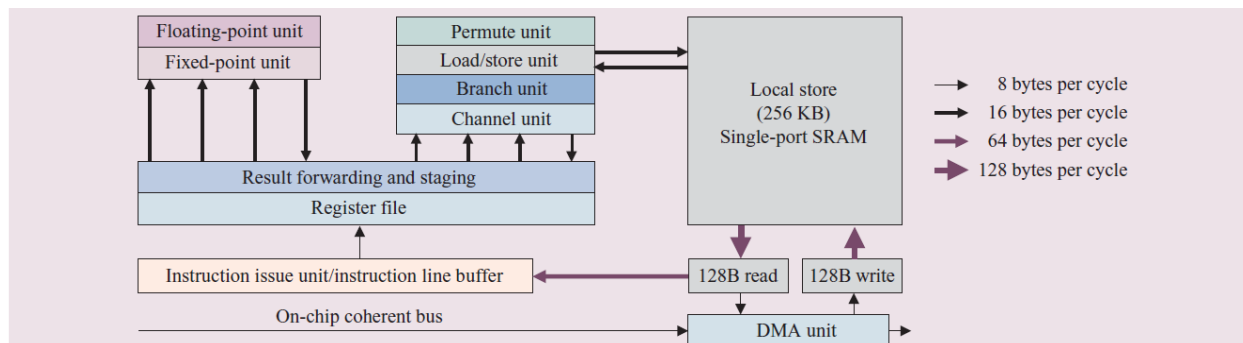 Floating-point unit
Fixed-point unit
Permute unit
Load/store unit
Branch unit
Channel unit
Local store
(256 KB)
Single-port SRAM
8 bytes per cycle
16 bytes per cycle
64 bytes per cycle
128 bytes per cycle
Result forwarding and staging
Register file
Instruction issue unit/instruction line buffer
128B read
128B write
On-chip coherent bus
DMA unit